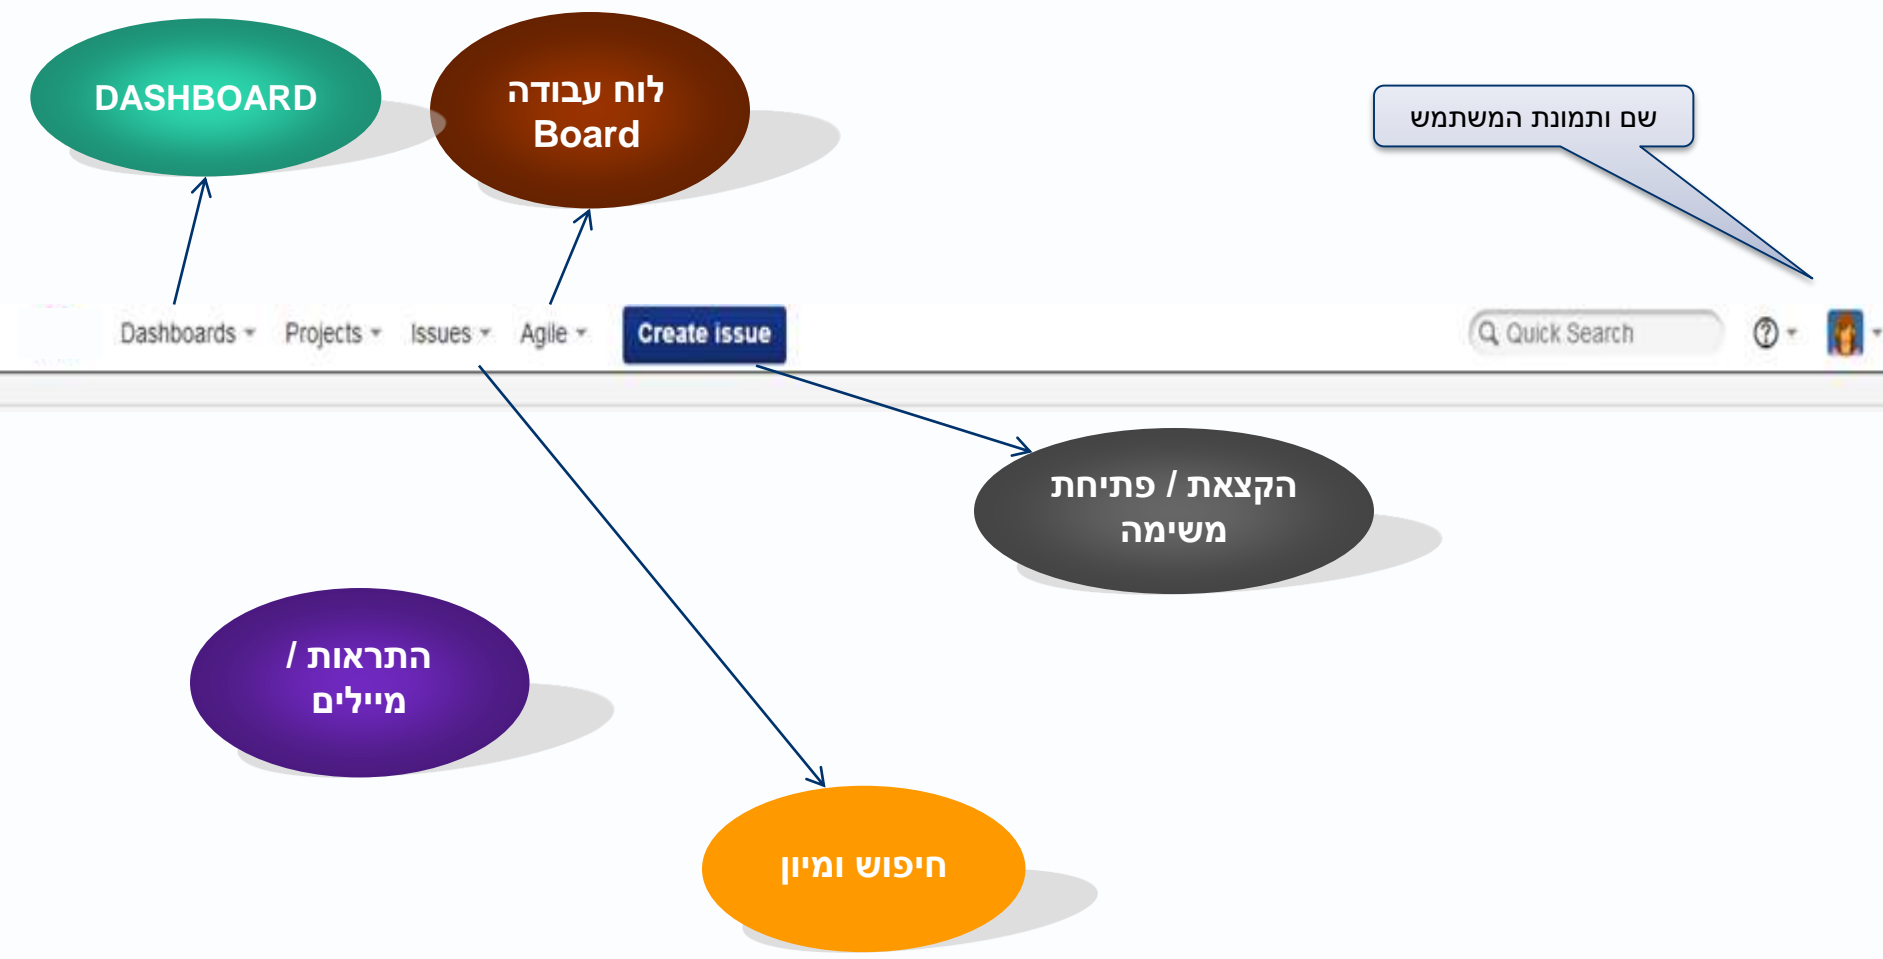 DASHBOARD
לוח עבודה
Board
שם ותמונת המשתמש
Dashboards Projects Issues Agile Create issue Quick Search ?
הקצאת / פתיחת
משימה
התראות /
מיילים
חיפוש ומיון